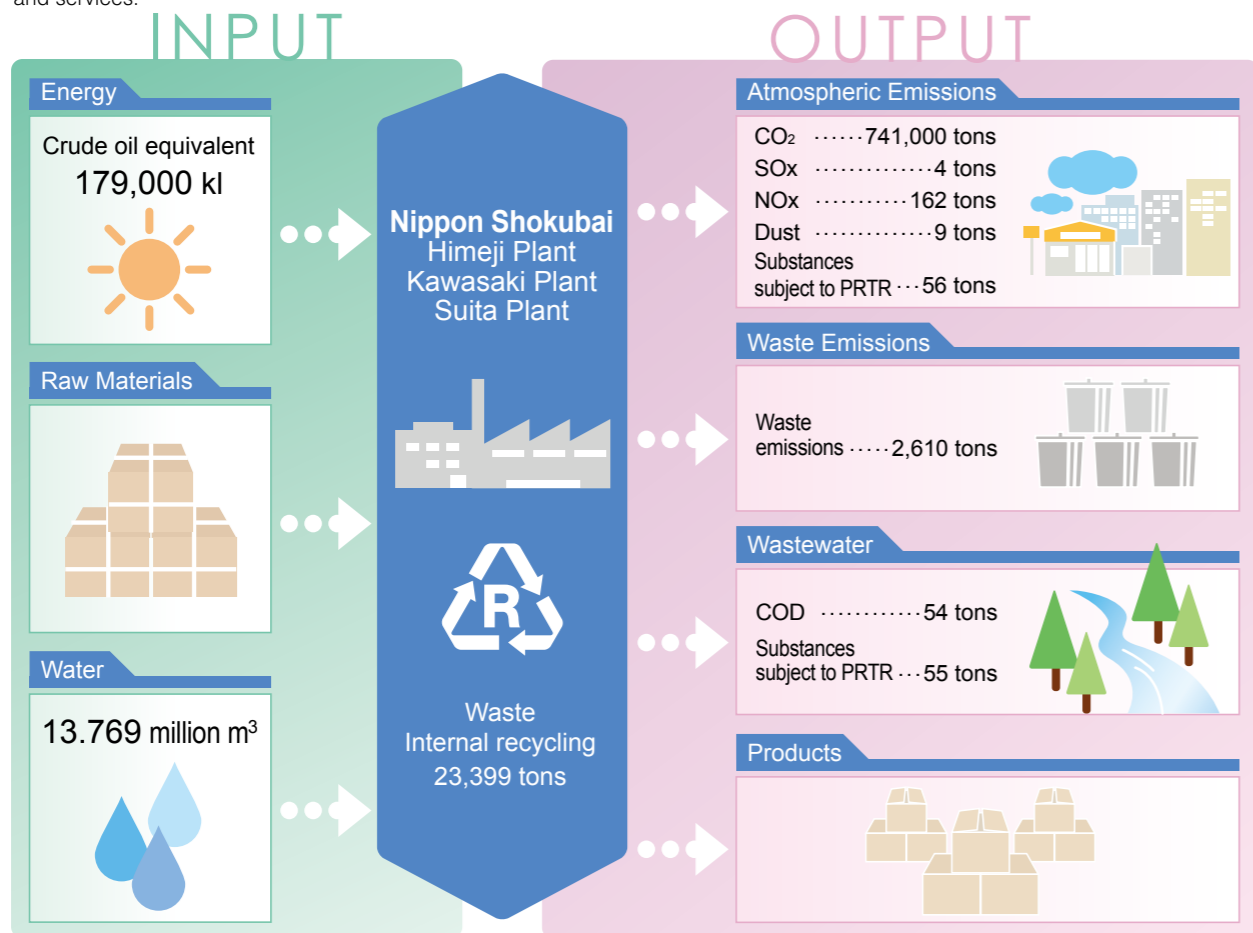 and services.
INPUT
OUTPUT
Energy
Crude oil equivalent
179,000 kl
Raw Materials
Water
13.769 million m³
Nippon Shokubai
Himeji Plant
Kawasaki Plant
Suita Plant
R
Waste
Internal recycling
23,399 tons
Atmospheric Emissions
CO₂ ······741,000 tons
SOx ··············4 tons
NOx ···········162 tons
Dust ··············9 tons
Substances
subject to PRTR ···56 tons
Waste Emissions
Waste
emissions ·····2,610 tons
Wastewater
COD ············54 tons
Substances
subject to PRTR ···55 tons
Products